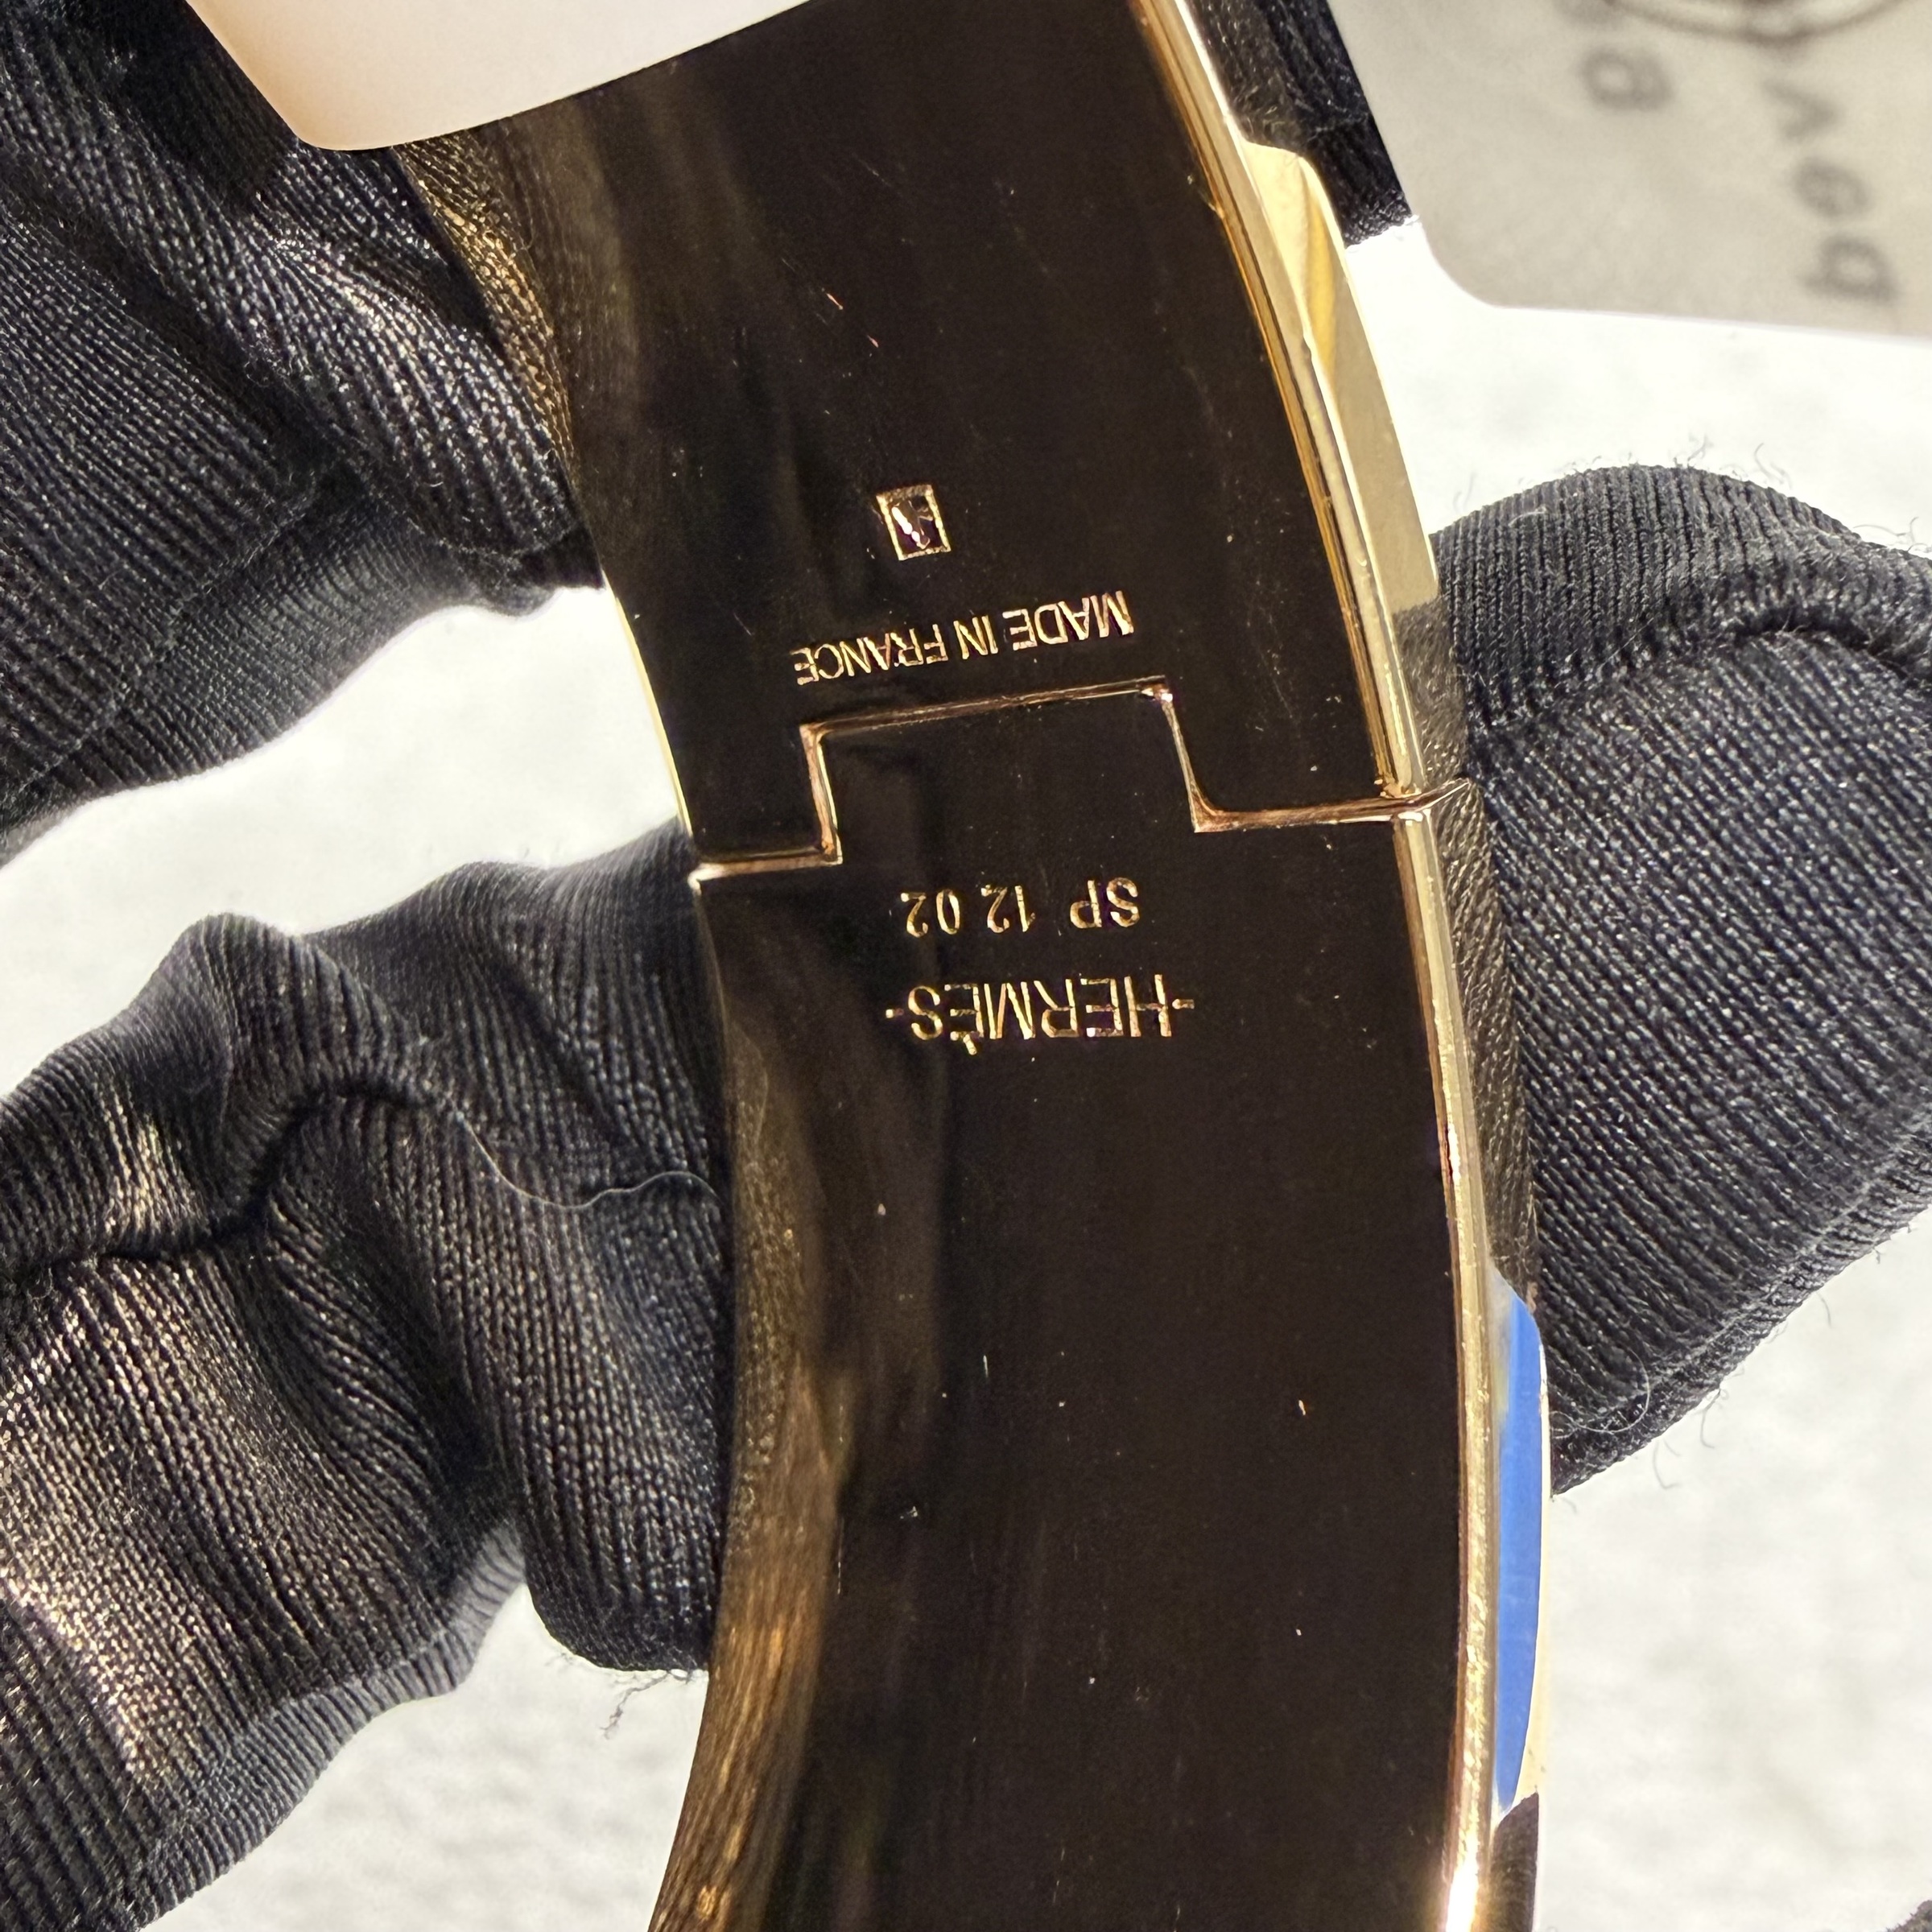 -HERMÈS-
SP 12 02
MADE IN FRANCE